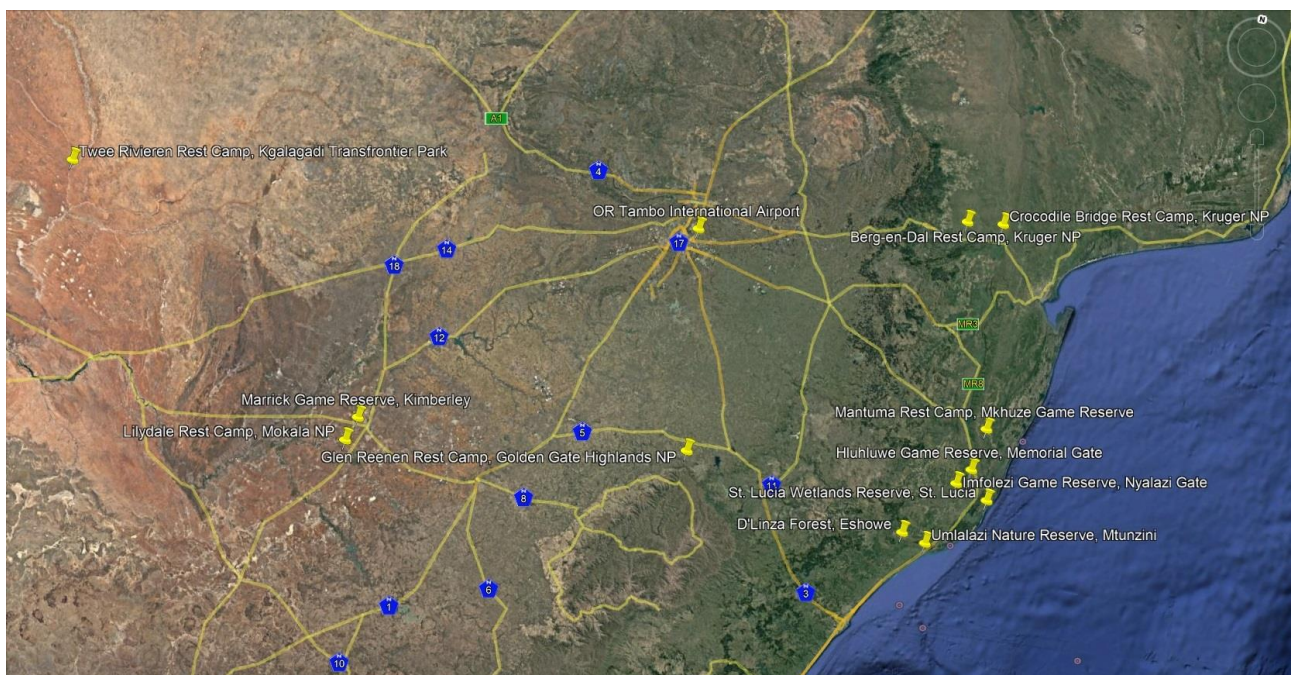 N
A1
Twee Rivieren Rest Camp, Kgalagadi Transfrontier Park
N
4
OR Tambo International Airport
Crocodile Bridge Rest Camp, Kruger NP
Berg-en-Dal Rest Camp, Kruger NP
N
17
N
14
N
18
MR3
N
12
MR8
Marrick Game Reserve, Kimberley
Mantuma Rest Camp, Mkhuze Game Reserve
Lilydale Rest Camp, Mokala NP
N
5
Glen Reenen Rest Camp, Golden Gate Highlands NP
Hluhluwe Game Reserve, Memorial Gate
Imfolezi Game Reserve, Nyalazi Gate
N
11
St. Lucia Wetlands Reserve, St. Lucia
N
8
D'Linza Forest, Eshowe
Umlalazi Nature Reserve, Mtunzini
N
6
N
3
N
1
N
10